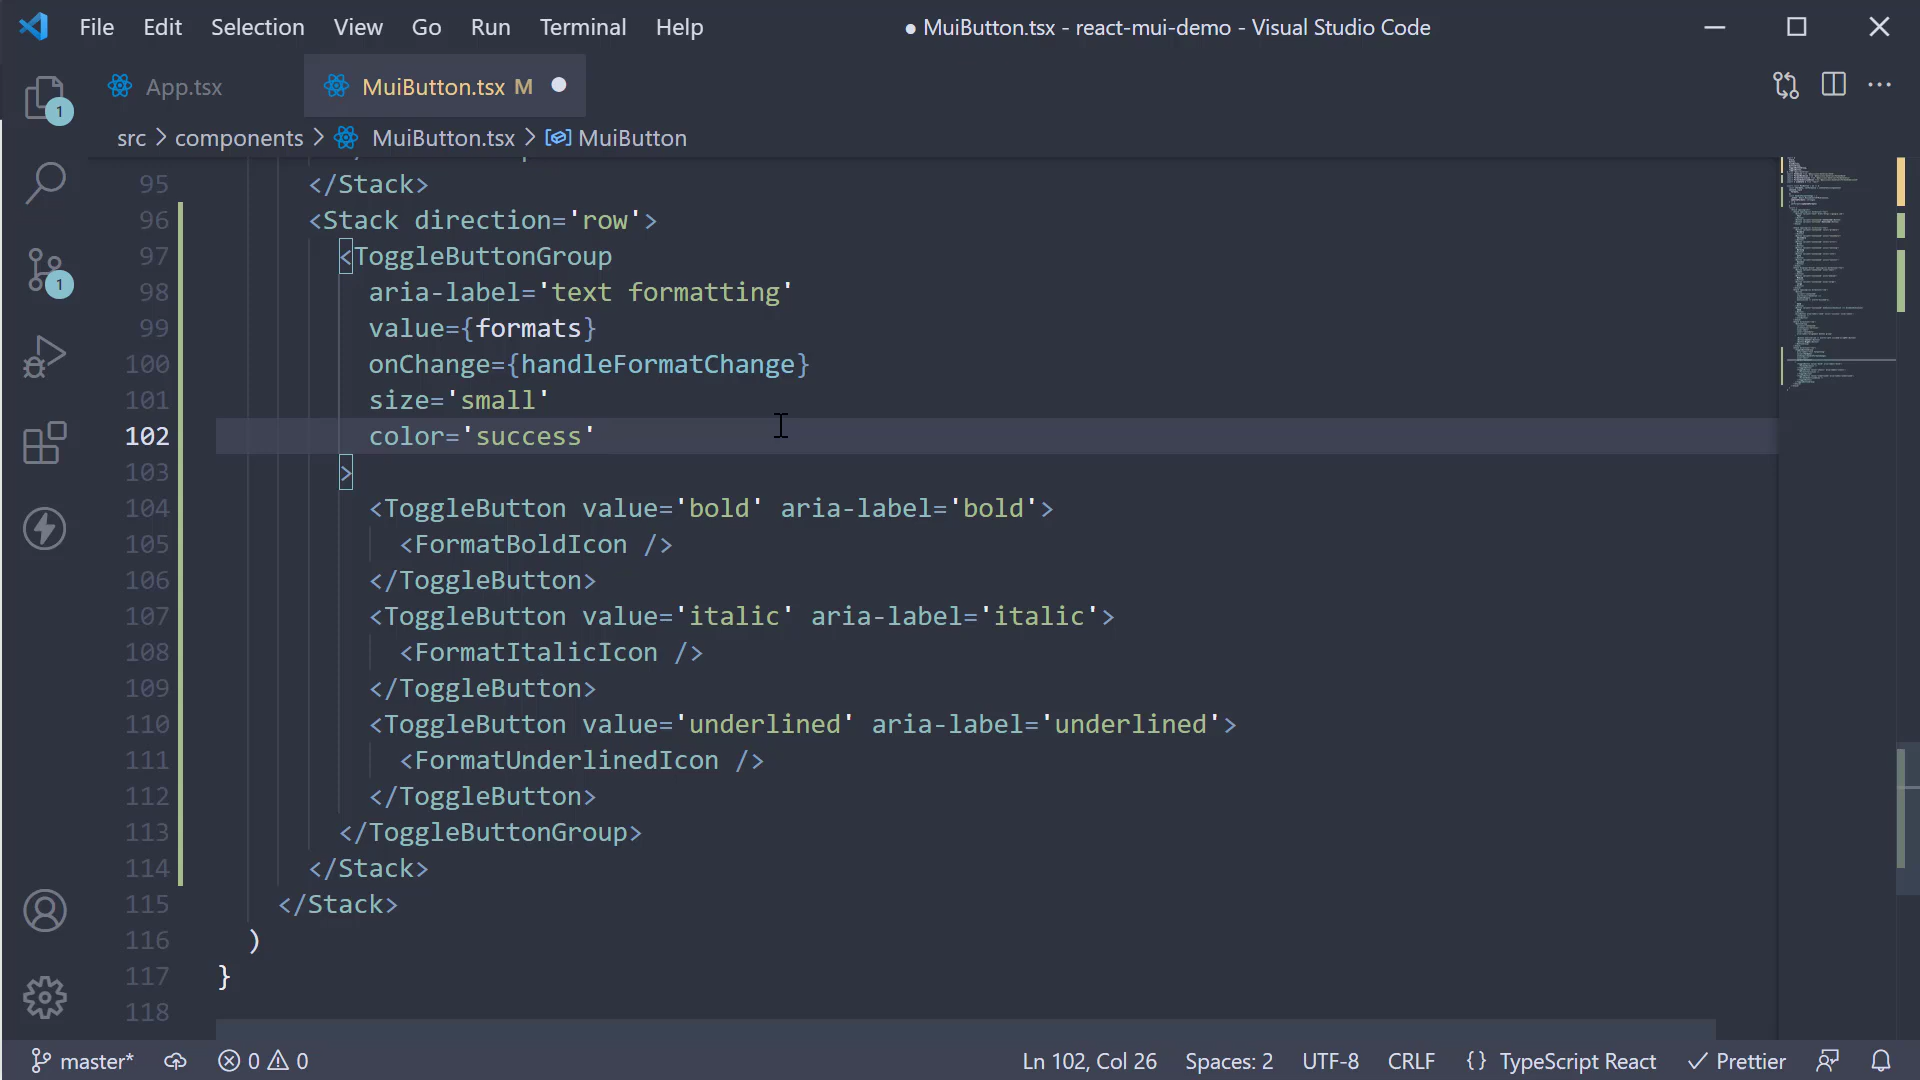 File Edit Selection View Go Run Terminal Help ● MuiButton.tsx - react-mui-demo - Visual Studio Code
1 App.tsx MuiButton.tsx M
src > components > MuiButton.tsx > MuiButton
95 </Stack>
96 <Stack direction='row'>
97 <ToggleButtonGroup
98 aria-label='text formatting'
99 value={formats}
100 onChange={handleFormatChange}
101 size='small'
102 color='success'
103 >
104 <ToggleButton value='bold' aria-label='bold'>
105 <FormatBoldIcon />
106 </ToggleButton>
107 <ToggleButton value='italic' aria-label='italic'>
108 <FormatItalicIcon />
109 </ToggleButton>
110 <ToggleButton value='underlined' aria-label='underlined'>
111 <FormatUnderlinedIcon />
112 </ToggleButton>
113 </ToggleButtonGroup>
114 </Stack>
115 </Stack>
116 )
117 }
118
1
master* 0 0 Ln 102, Col 26 Spaces: 2 UTF-8 CRLF {} TypeScript React ✓ Prettier